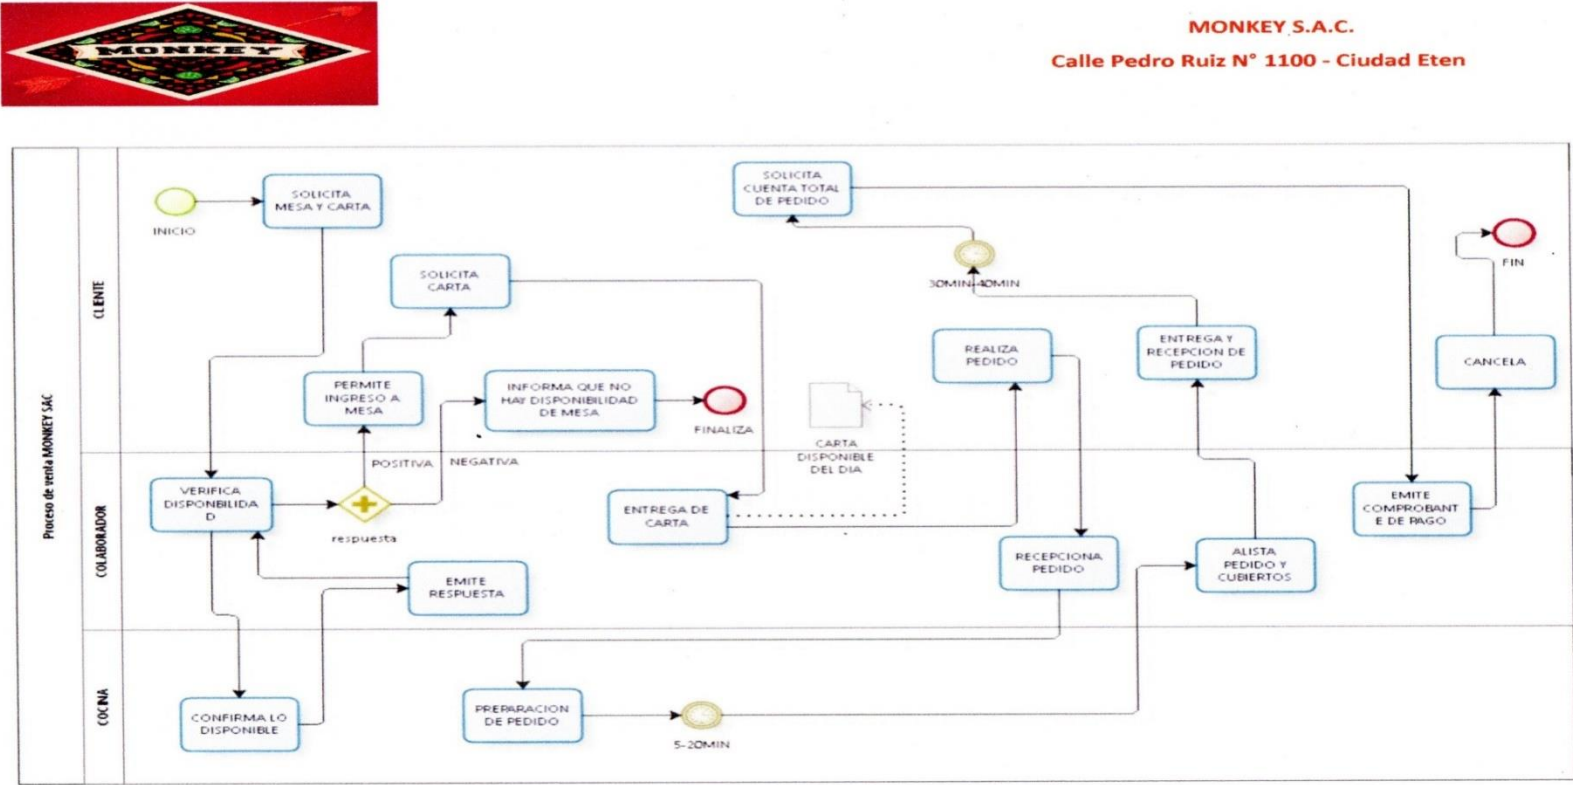 MONKEY
MONKEY S.A.C.
Calle Pedro Ruiz N° 1100 - Ciudad Eten
Proceso de venta MONKEY SAC
CLIENTE
INICIO
SOLICITA
MESA Y CARTA
SOLICITA
CARTA
PERMITE
INGRESO A
MESA
INFORMA QUE NO
HAY DISPONIBILIDAD
DE MESA
FINALIZA
SOLICITA
CUENTA TOTAL
DE PEDIDO
30MIN-40MIN
REALIZA
PEDIDO
ENTREGA Y
RECEPCION DE
PEDIDO
FIN
CANCELA
CARTA
DISPONIBLE
DEL DIA
COLABORADOR
VERIFICA
DISPONBILIDA
D
POSITIVA
NEGATIVA
respuesta
EMITE
RESPUESTA
ENTREGA DE
CARTA
RECEPCIONA
PEDIDO
ALISTA
PEDIDO Y
CUBIERTOS
EMITE
COMPROBANT
E DE PAGO
COCINA
CONFIRMA LO
DISPONIBLE
PREPARACION
DE PEDIDO
5-20MIN